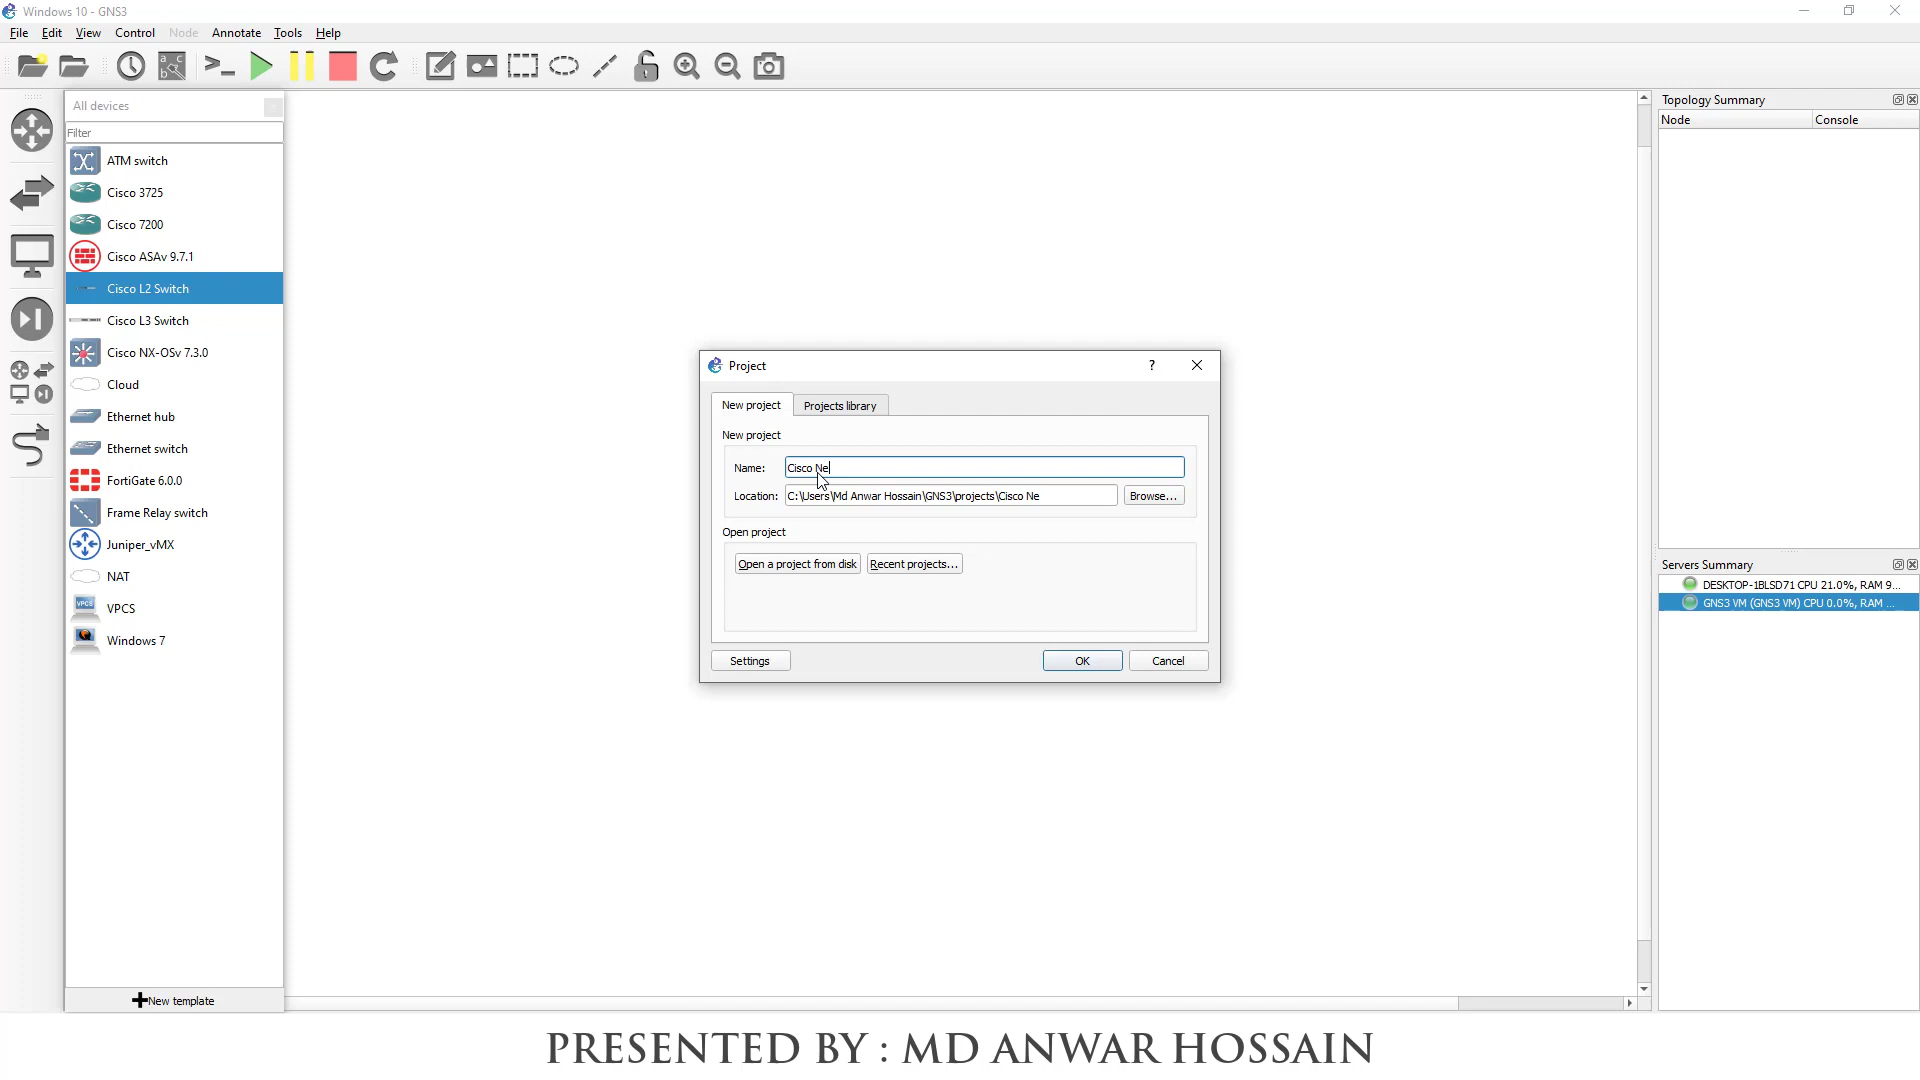 Windows 10 - GNS3
File Edit View Control Node Annotate Tools Help
All devices
Filter
ATM switch
Cisco 3725
Cisco 7200
Cisco ASAv 9.7.1
Cisco L2 Switch
Cisco L3 Switch
Cisco NX-OSv 7.3.0
Cloud
Ethernet hub
Ethernet switch
FortiGate 6.0.0
Frame Relay switch
Juniper_vMX
NAT
VPCS
VPCS
Windows 7
New template
Project
New project Projects library
New project
Name: Cisco Ne
Location: C:\Users\Md Anwar Hossain\GNS3\projects\Cisco Ne Browse...
Open project
Open a project from disk Recent projects...
Settings OK Cancel
Topology Summary
Node Console
Servers Summary
DESKTOP-1BLSD71 CPU 21.0%, RAM 9...
GNS3 VM (GNS3 VM) CPU 0.0%, RAM ...
PRESENTED BY : MD ANWAR HOSSAIN